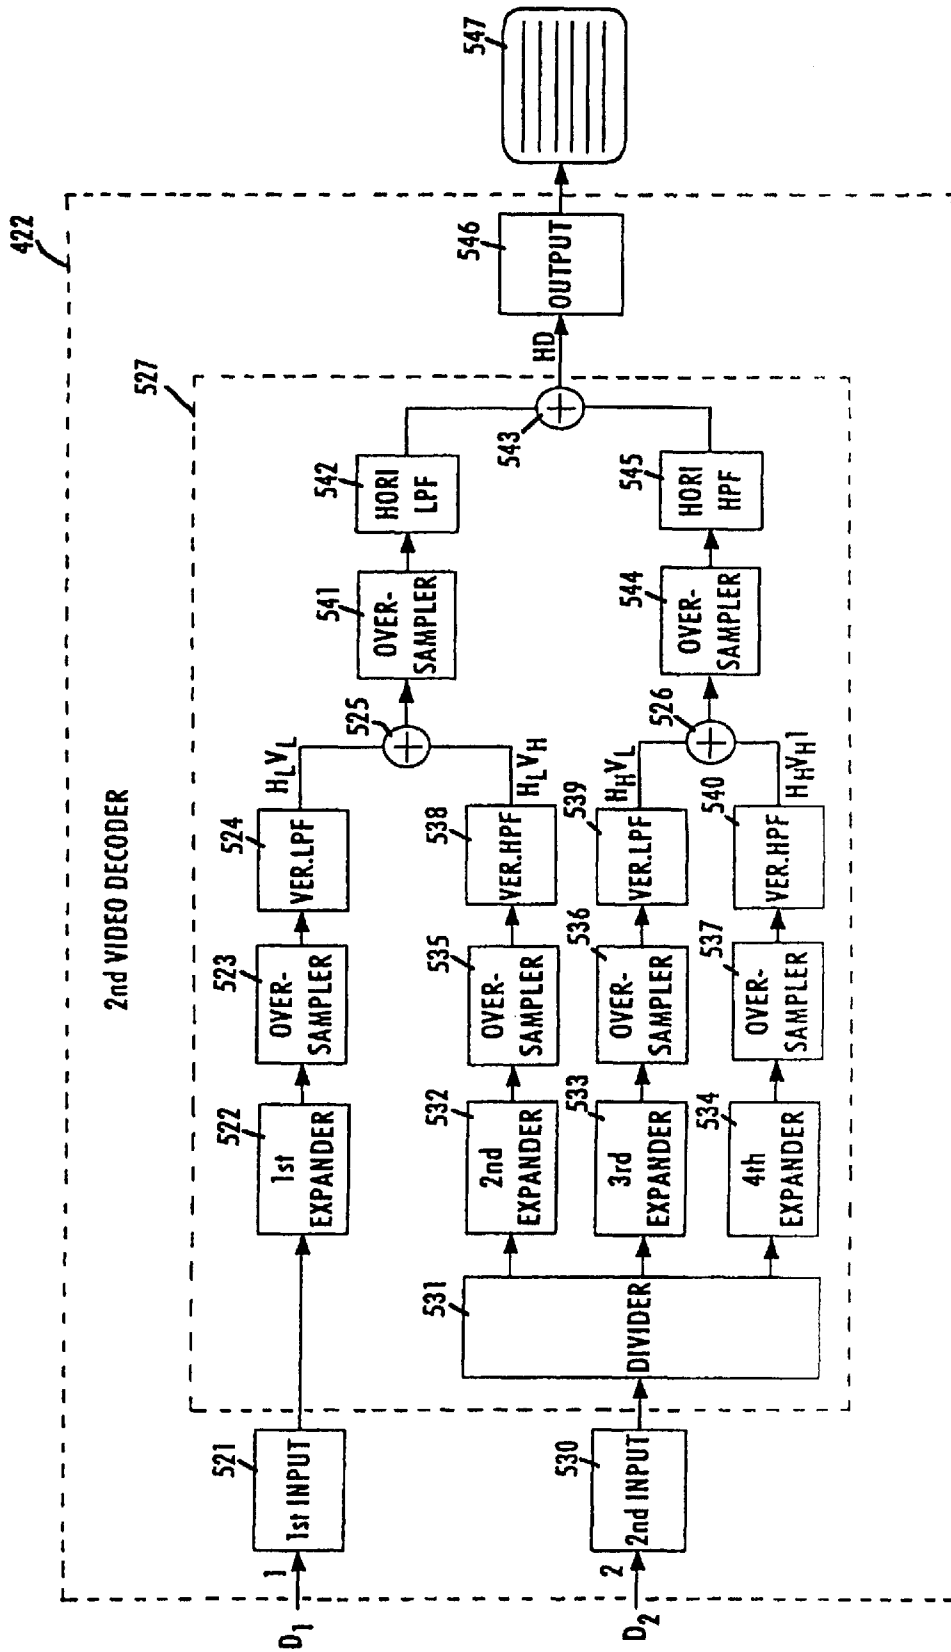 2nd VIDEO DECODER
422
527
D1
1
521
1st INPUT
522
1st
EXPANDER
523
OVER-
SAMPLER
524
VER.LPF
HLVL
525
+
541
OVER-
SAMPLER
542
HORI
LPF
D2
2
530
2nd INPUT
531
DIVIDER
532
2nd
EXPANDER
535
OVER-
SAMPLER
538
VER.HPF
HLVH
533
3rd
EXPANDER
536
OVER-
SAMPLER
539
VER.LPF
HHVL
534
4th
EXPANDER
537
OVER-
SAMPLER
540
VER.HPF
HHVH1
526
+
544
OVER-
SAMPLER
545
HORI
HPF
543
+
HD
546
OUTPUT
547